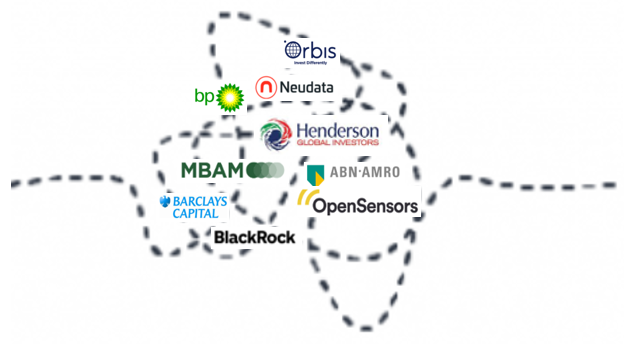 Orbis
Invest Differently
bp
Neudata
Henderson
GLOBAL INVESTORS
MBAM
ABN·AMRO
BARCLAYS
CAPITAL
OpenSensors
BlackRock